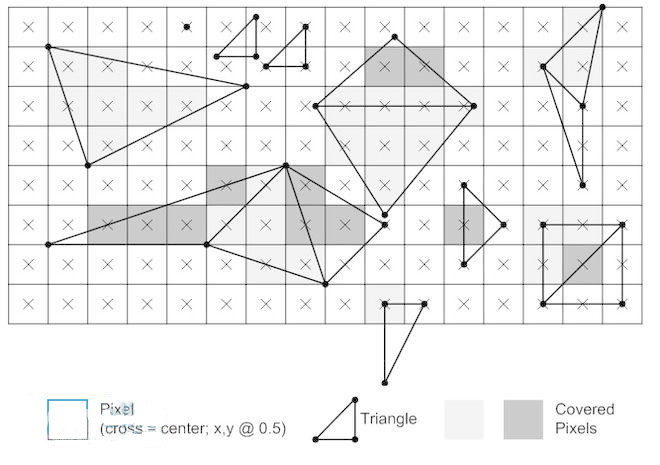 Pixel
(cross = center; x,y @ 0.5)
Triangle
Covered
Pixels